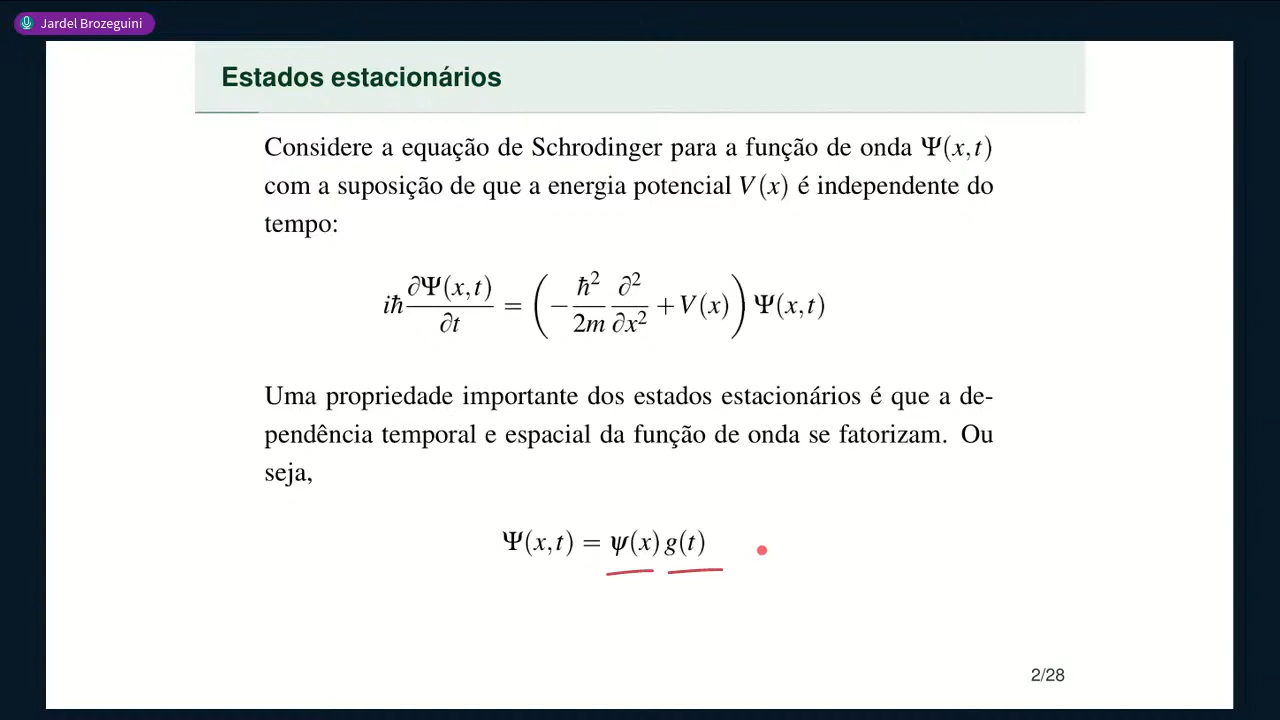 Jardel Brozeguini
Estados estacionários
Considere a equação de Schrodinger para a função de onda Ψ(x,t)
com a suposição de que a energia potencial V(x) é independente do
tempo:
iħ ∂Ψ(x,t)/∂t = (−ħ²/2m ∂²/∂x² + V(x)) Ψ(x,t)
Uma propriedade importante dos estados estacionários é que a de-
pendência temporal e espacial da função de onda se fatorizam. Ou
seja,
Ψ(x,t) = ψ(x) g(t)
2/28